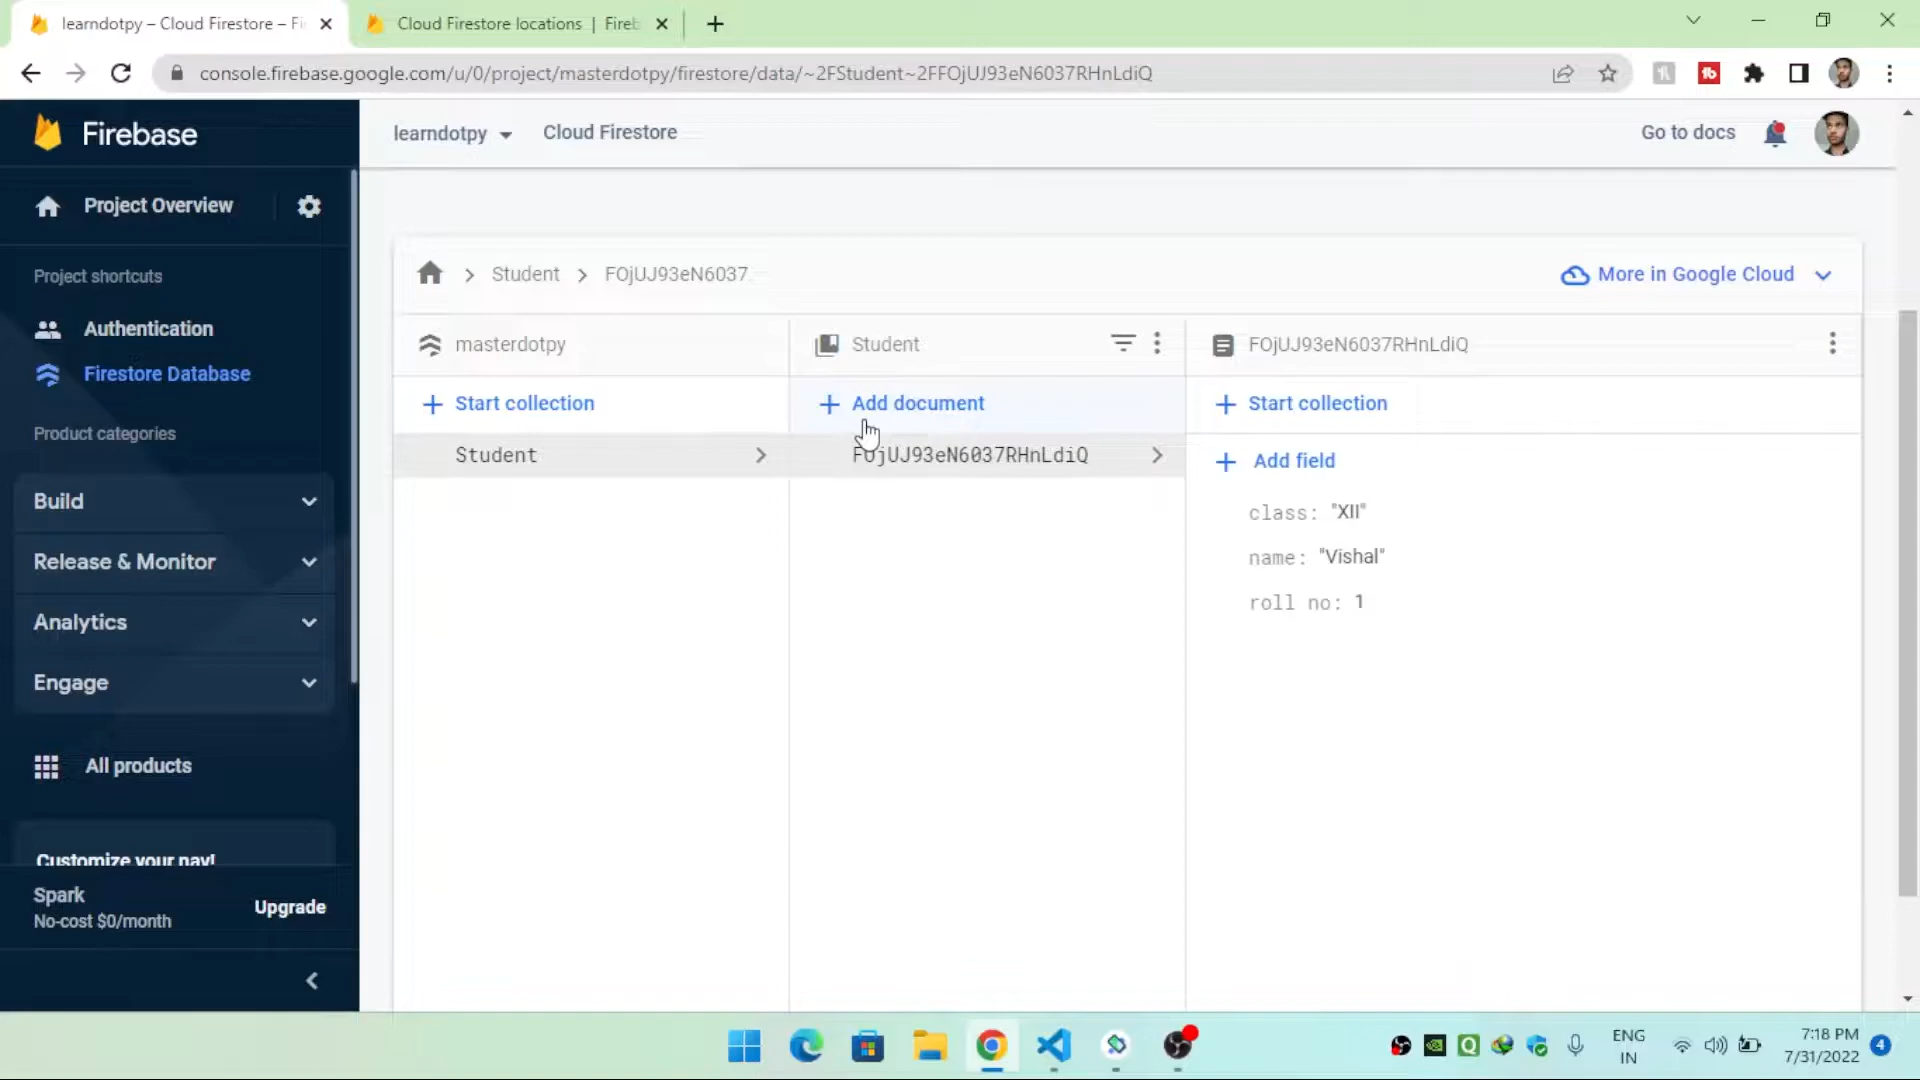 learndotpy – Cloud Firestore – Fi
Cloud Firestore locations | Fireb
console.firebase.google.com/u/0/project/masterdotpy/firestore/data/~2FStudent~2FFOjUJ93eN6037RHnLdiQ
Firebase
learndotpy
Cloud Firestore
Go to docs
Project Overview
Project shortcuts
Authentication
Firestore Database
Product categories
Build
Release & Monitor
Analytics
Engage
All products
Customize your nav!
Spark
No-cost $0/month
Upgrade
Student
FOjUJ93eN6037
More in Google Cloud
masterdotpy
Start collection
Student
Student
Add document
FOjUJ93eN6037RHnLdiQ
FOjUJ93eN6037RHnLdiQ
Start collection
Add field
class: "XII"
name: "Vishal"
roll no: 1
ENG
IN
7:18 PM
7/31/2022
4